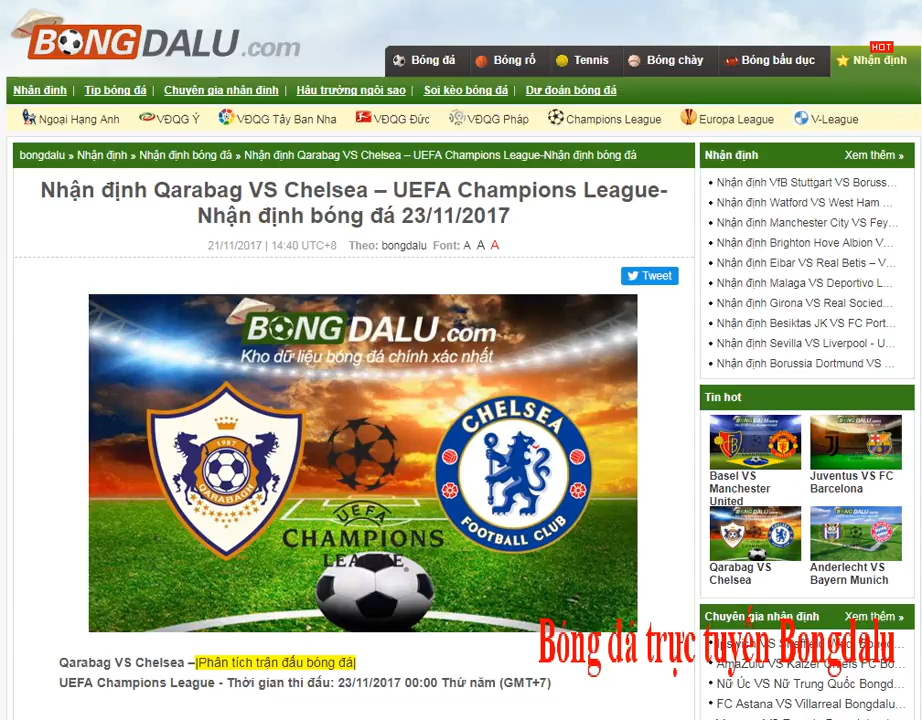 BONGDALU.com
Bóng đá
Bóng rổ
Tennis
Bóng chày
Bóng bầu dục
HOT
Nhận định
Nhận định | Tip bóng đá | Chuyên gia nhận định | Hậu trường ngôi sao | Soi kèo bóng đá | Dự đoán bóng đá
Ngoại Hạng Anh VĐQG Ý VĐQG Tây Ban Nha VĐQG Đức VĐQG Pháp Champions League Europa League V-League
bongdalu » Nhận định » Nhận định bóng đá » Nhận định Qarabag VS Chelsea – UEFA Champions League-Nhận định bóng đá
Nhận định Qarabag VS Chelsea – UEFA Champions League-
Nhận định bóng đá 23/11/2017
21/11/2017 | 14:40 UTC+8 Theo: bongdalu Font: A A A
Tweet
BONGDALU.com
Kho dữ liệu bóng đá chính xác nhất
1987
QARABAGH
UEFA
CHAMPIONS
LEAGUE
CHELSEA
FOOTBALL CLUB
Qarabag VS Chelsea –|Phân tích trận đấu bóng đá|
UEFA Champions League - Thời gian thi đấu: 23/11/2017 00:00 Thứ năm (GMT+7)
Nhận định Xem thêm »
Nhận định VfB Stuttgart VS Boruss...
Nhận định Watford VS West Ham ...
Nhận định Manchester City VS Fey...
Nhận định Brighton Hove Albion V...
Nhận định Eibar VS Real Betis – V...
Nhận định Malaga VS Deportivo L...
Nhận định Girona VS Real Socied...
Nhận định Besiktas JK VS FC Port...
Nhận định Sevilla VS Liverpool - U...
Nhận định Borussia Dortmund VS ...
Tin hot
Basel VS
Manchester
United
Juventus VS FC
Barcelona
Qarabag VS
Chelsea
Anderlecht VS
Bayern Munich
Chuyên gia nhận định Xem thêm »
Bóng đá trực tuyến Bongdalu
AmaZulu VS Kaizer Chiefs FC Bo...
Nữ Úc VS Nữ Trung Quốc Bongd...
FC Astana VS Villarreal Bongdalu...